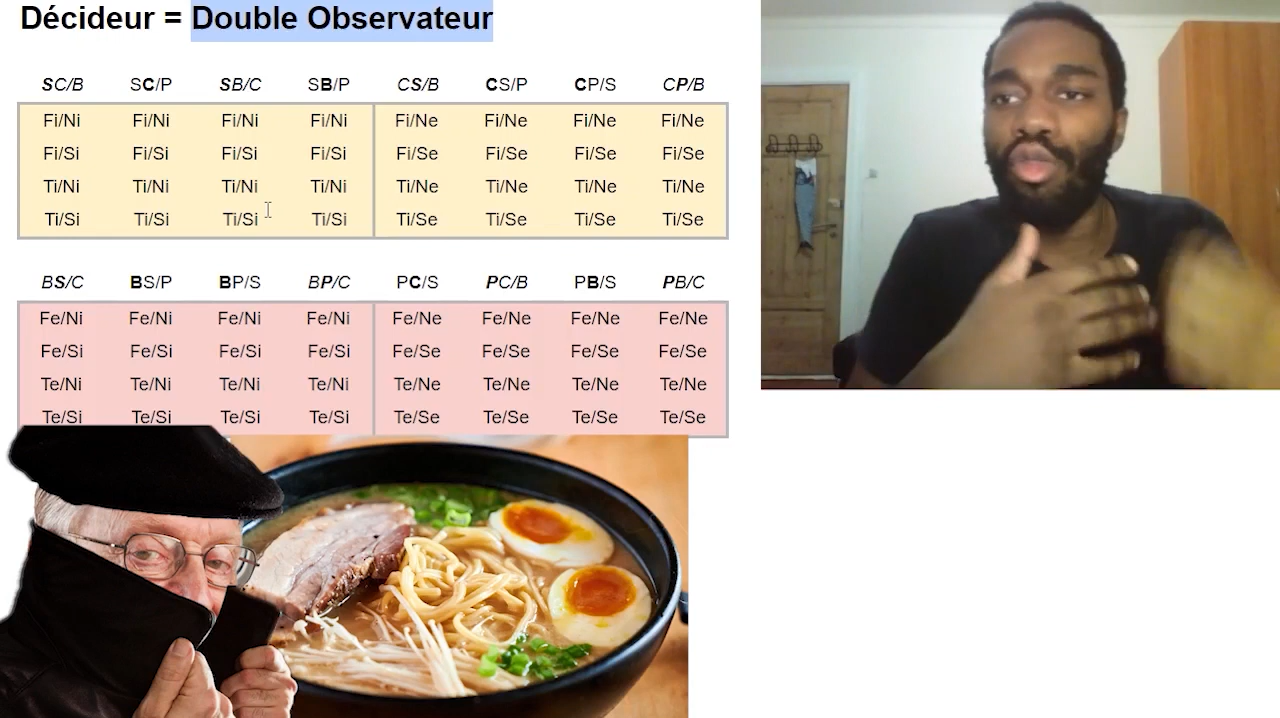 Décideur = Double Observateur
SC/B SC/P SB/C SB/P CS/B CS/P CP/S CP/B
Fi/Ni Fi/Ni Fi/Ni Fi/Ni Fi/Ne Fi/Ne Fi/Ne Fi/Ne
Fi/Si Fi/Si Fi/Si Fi/Si Fi/Se Fi/Se Fi/Se Fi/Se
Ti/Ni Ti/Ni Ti/Ni Ti/Ni Ti/Ne Ti/Ne Ti/Ne Ti/Ne
Ti/Si Ti/Si Ti/Si Ti/Si Ti/Se Ti/Se Ti/Se Ti/Se
BS/C BS/P BP/S BP/C PC/S PC/B PB/S PB/C
Fe/Ni Fe/Ni Fe/Ni Fe/Ni Fe/Ne Fe/Ne Fe/Ne Fe/Ne
Fe/Si Fe/Si Fe/Si Fe/Si Fe/Se Fe/Se Fe/Se Fe/Se
Te/Ni Te/Ni Te/Ni Te/Ni Te/Ne Te/Ne Te/Ne Te/Ne
Te/Si Te/Si Te/Si Te/Si Te/Se Te/Se Te/Se Te/Se